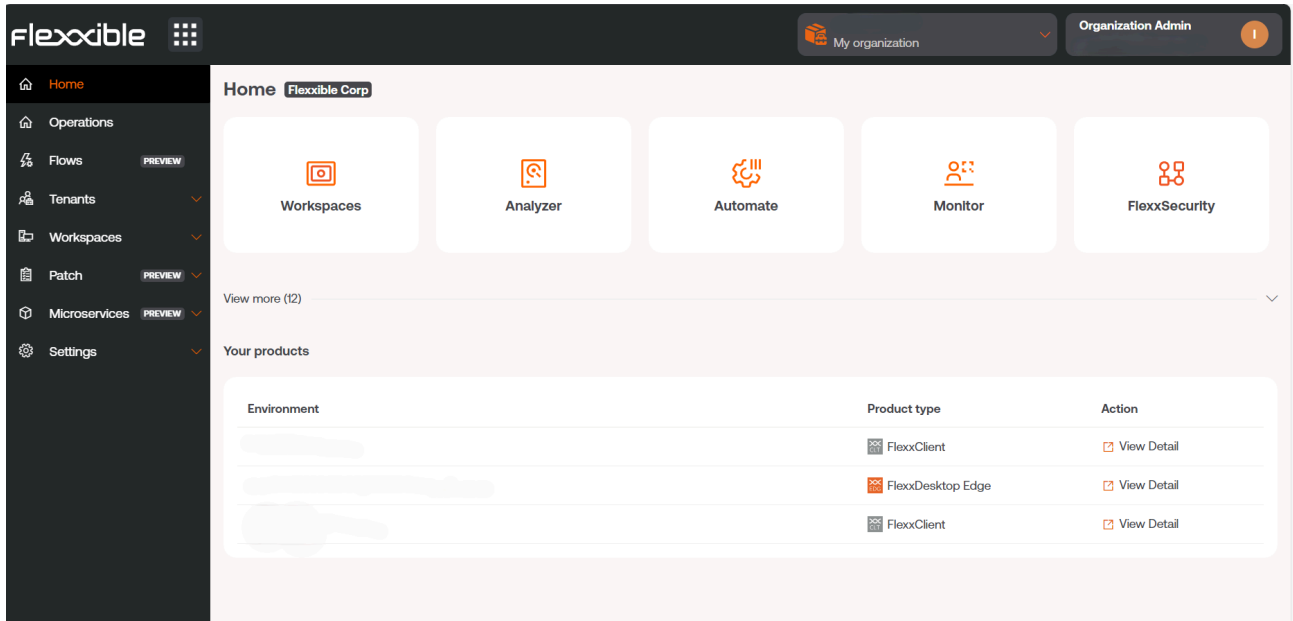 Flexxible
My organization
Organization Admin
I
Home
Operations
Flows PREVIEW
Tenants
Workspaces
Patch PREVIEW
Microservices PREVIEW
Settings
Home Flexxible Corp
Workspaces
Analyzer
Automate
Monitor
FlexxSecurity
View more (12)
Your products
Environment Product type Action
FlexxClient View Detail
FlexxDesktop Edge View Detail
FlexxClient View Detail